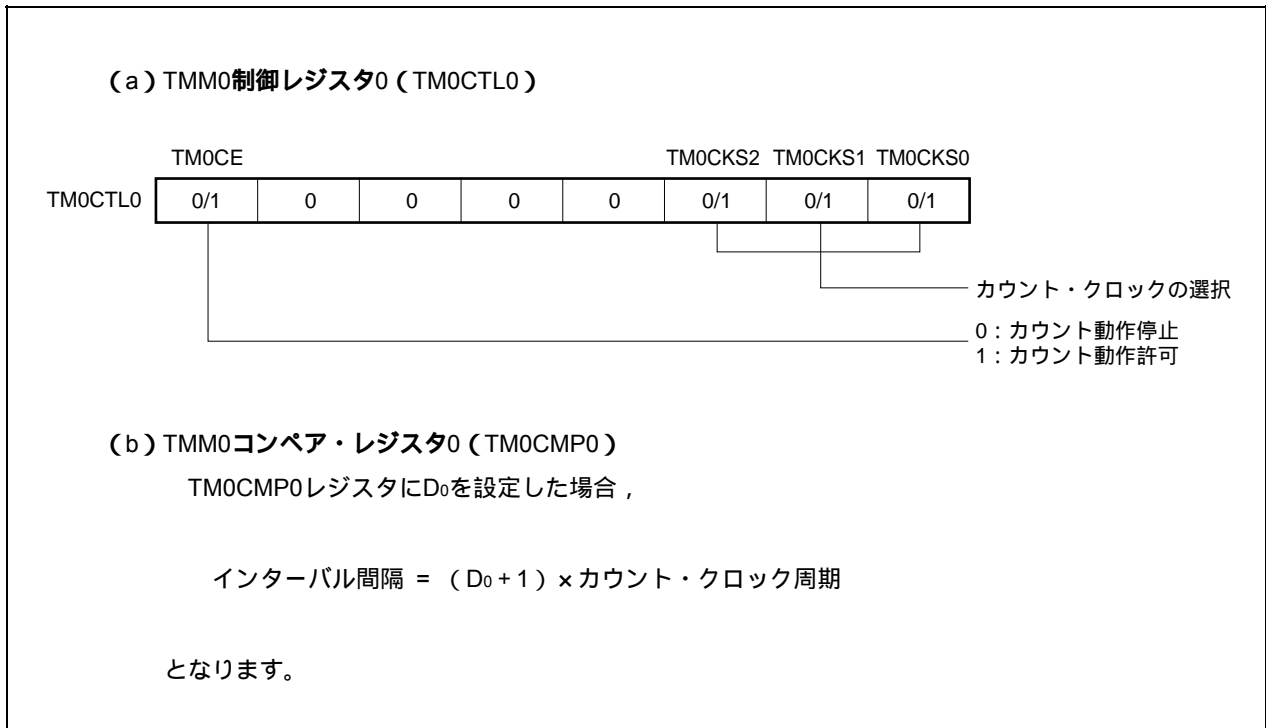 （a）TMM0制御レジスタ0（TM0CTL0）
TM0CE TM0CKS2 TM0CKS1 TM0CKS0
TM0CTL0 0/1 0 0 0 0 0/1 0/1 0/1
カウント・クロックの選択
0：カウント動作停止
1：カウント動作許可
（b）TMM0コンペア・レジスタ0（TM0CMP0）
TM0CMP0レジスタにD0を設定した場合，
インターバル間隔 = （D0 + 1）×カウント・クロック周期
となります。